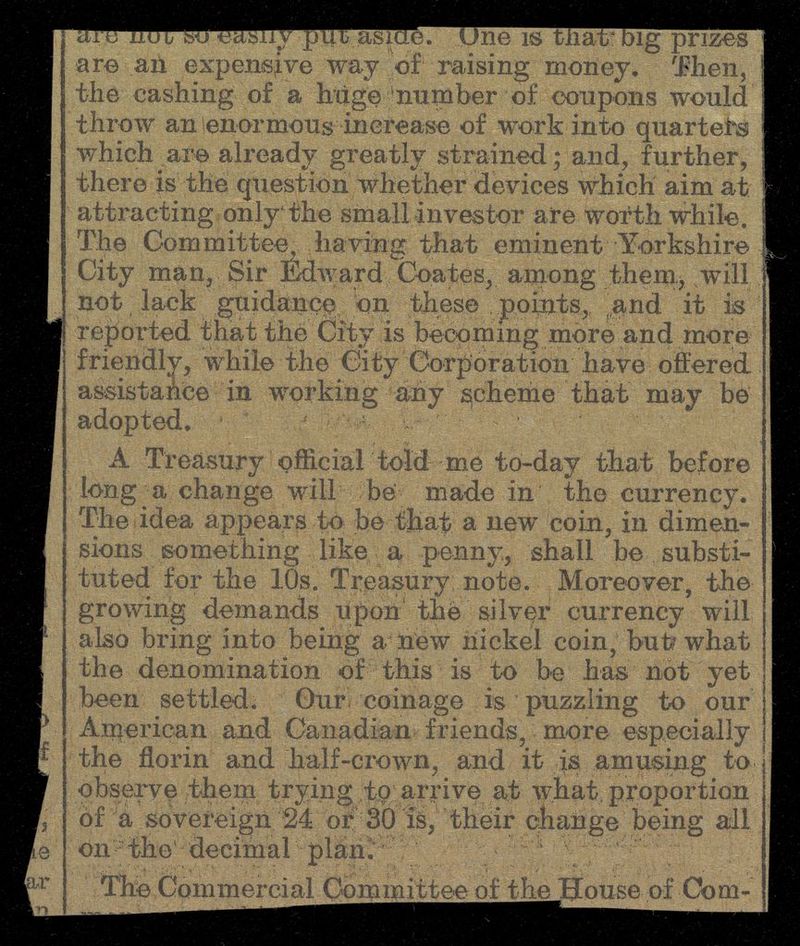 are not so easily put aside. One is that big prizes
are an expensive way of raising money. Then,
the cashing of a huge number of coupons would
throw an enormous increase of work into quarters
which are already greatly strained; and, further,
there is the question whether devices which aim at
attracting only the small investor are worth while.
The Committee, having that eminent Yorkshire
City man, Sir Edward Coates, among them, will
not lack guidance on these points, and it is
reported that the City is becoming more and more
friendly, while the City Corporation have offered
assistance in working any scheme that may be
adopted.
A Treasury official told me to-day that before
long a change will be made in the currency.
The idea appears to be that a new coin, in dimen-
sions something like a penny, shall be substi-
tuted for the 10s. Treasury note. Moreover, the
growing demands upon the silver currency will
also bring into being a new nickel coin, but what
the denomination of this is to be has not yet
been settled. Our coinage is puzzling to our
American and Canadian friends, more especially
the florin and half-crown, and it is amusing to
observe them trying to arrive at what proportion
of a sovereign 24 or 30 is, their change being all
on the decimal plan.
The Commercial Committee of the House of Com-
f
,
ie
ar